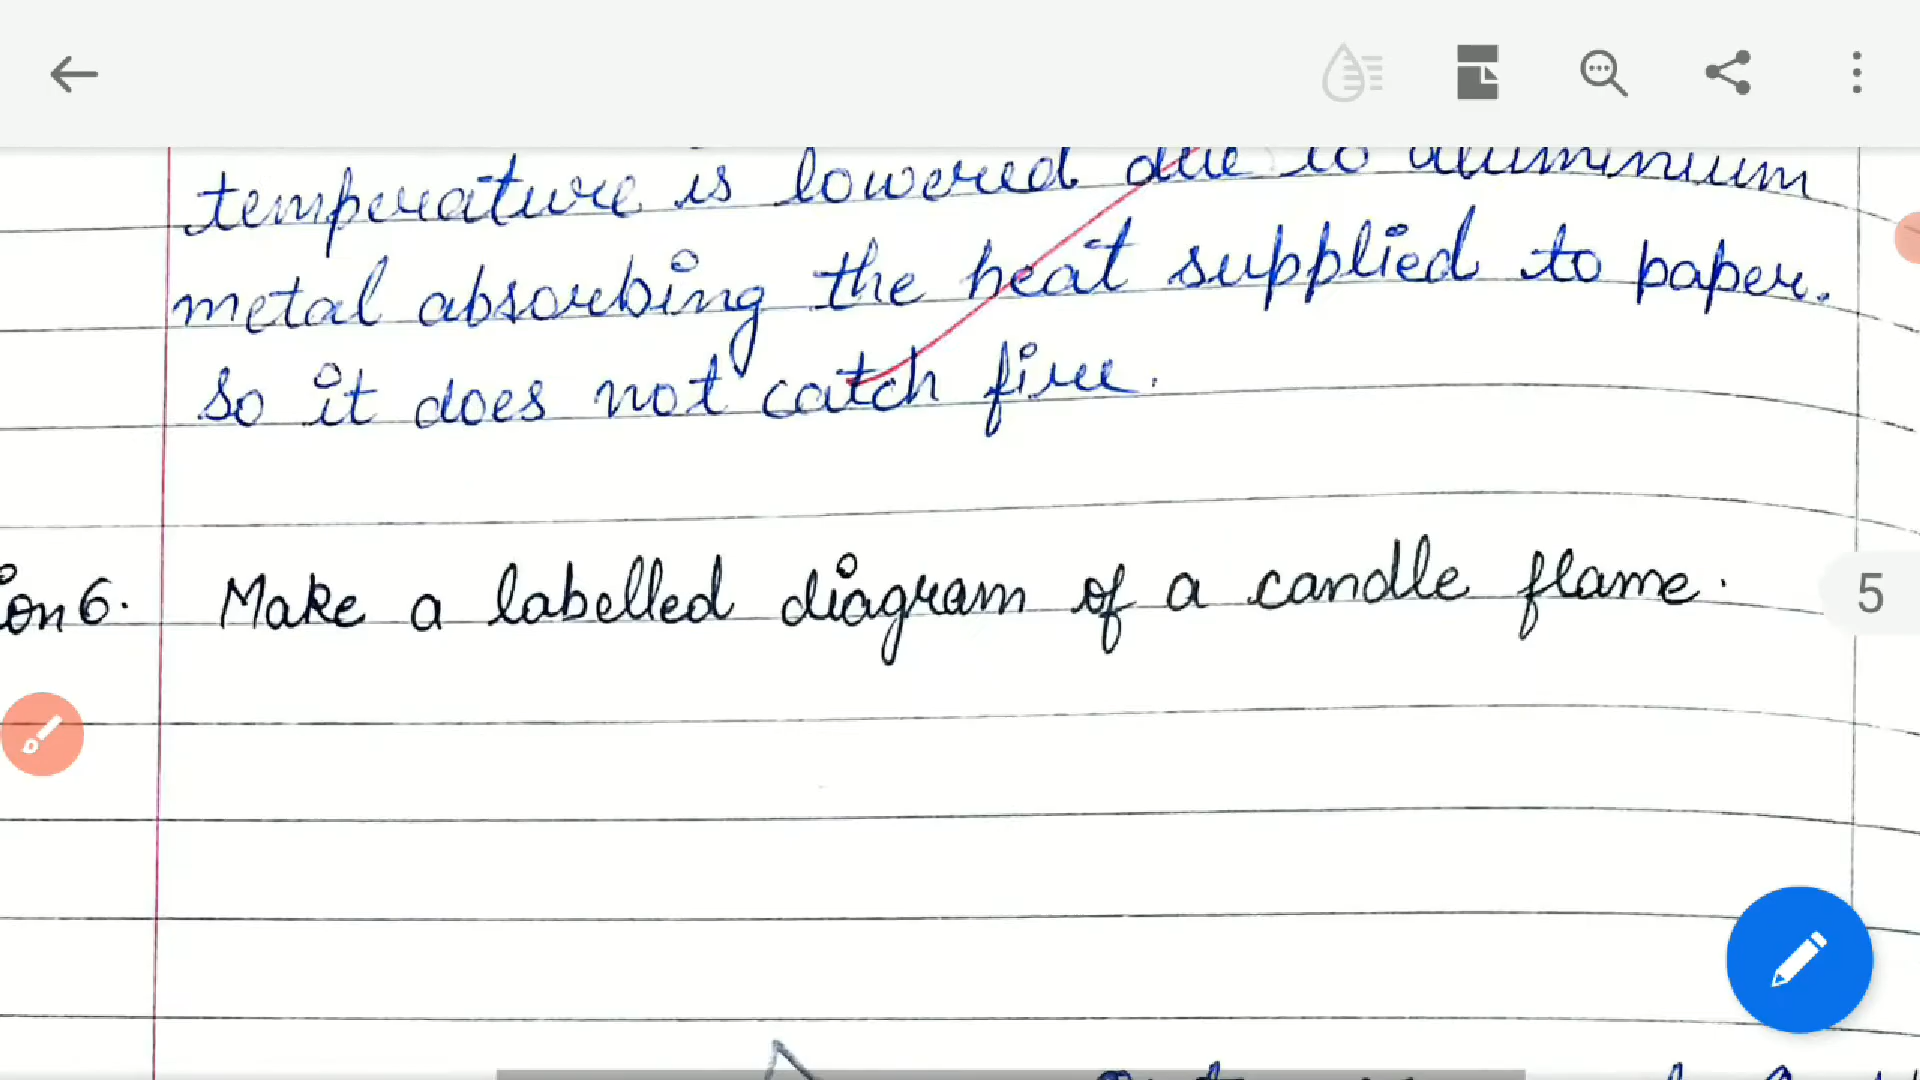 temperature is lowered due to aluminium
metal absorbing the heat supplied to paper.
so it does not catch fire.
ion 6. Make a labelled diagram of a candle flame.
5